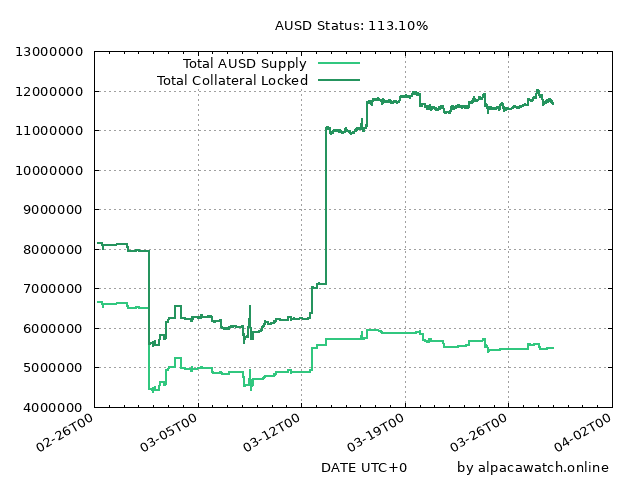 AUSD Status: 113.10%
Total AUSD Supply
Total Collateral Locked
13000000
12000000
11000000
10000000
9000000
8000000
7000000
6000000
5000000
4000000
02-26T00
03-05T00
03-12T00
03-19T00
03-26T00
04-02T00
DATE UTC+0
by alpacawatch.online